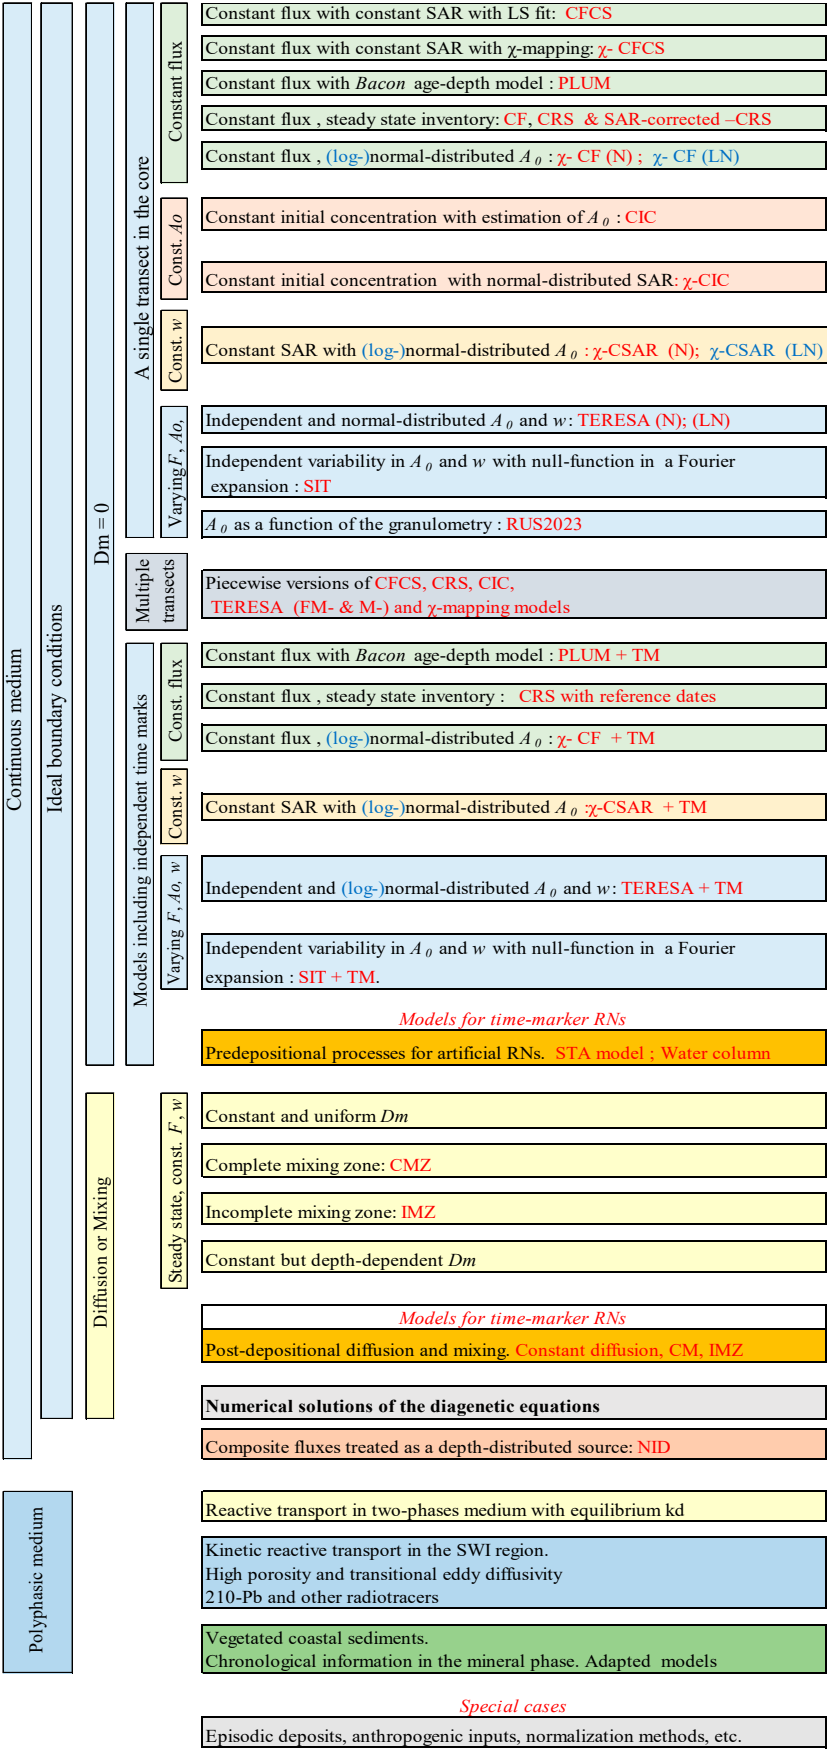 Continuous medium
Ideal boundary conditions
Dm = 0
A single transect in the core
Constant flux
Constant flux with constant SAR with LS fit: CFCS
Constant flux with constant SAR with χ-mapping: χ- CFCS
Constant flux with Bacon age-depth model : PLUM
Constant flux , steady state inventory: CF, CRS & SAR-corrected –CRS
Constant flux , (log-)normal-distributed A0 : χ- CF (N) ; χ- CF (LN)
Const. Ao
Constant initial concentration with estimation of A0 : CIC
Constant initial concentration with normal-distributed SAR: χ-CIC
Const. w
Constant SAR with (log-)normal-distributed A0 : χ-CSAR (N); χ-CSAR (LN)
Varying F, Ao,
Independent and normal-distributed A0 and w: TERESA (N); (LN)
Independent variability in A0 and w with null-function in a Fourier
expansion : SIT
A0 as a function of the granulometry : RUS2023
Multiple
transects
Piecewise versions of CFCS, CRS, CIC,
TERESA (FM- & M-) and χ-mapping models
Models including independent time marks
Const. flux
Constant flux with Bacon age-depth model : PLUM + TM
Constant flux , steady state inventory : CRS with reference dates
Constant flux , (log-)normal-distributed A0 : χ- CF + TM
Const. w
Constant SAR with (log-)normal-distributed A0 :χ-CSAR + TM
Varying F, Ao, w
Independent and (log-)normal-distributed A0 and w: TERESA + TM
Independent variability in A0 and w with null-function in a Fourier
expansion : SIT + TM.
Models for time-marker RNs
Predepositional processes for artificial RNs. STA model ; Water column
Diffusion or Mixing
Steady state, const. F, w
Constant and uniform Dm
Complete mixing zone: CMZ
Incomplete mixing zone: IMZ
Constant but depth-dependent Dm
Models for time-marker RNs
Post-depositional diffusion and mixing. Constant diffusion, CM, IMZ
Numerical solutions of the diagenetic equations
Composite fluxes treated as a depth-distributed source: NID
Polyphasic medium
Reactive transport in two-phases medium with equilibrium kd
Kinetic reactive transport in the SWI region.
High porosity and transitional eddy diffusivity
210-Pb and other radiotracers
Vegetated coastal sediments.
Chronological information in the mineral phase. Adapted models
Special cases
Episodic deposits, anthropogenic inputs, normalization methods, etc.